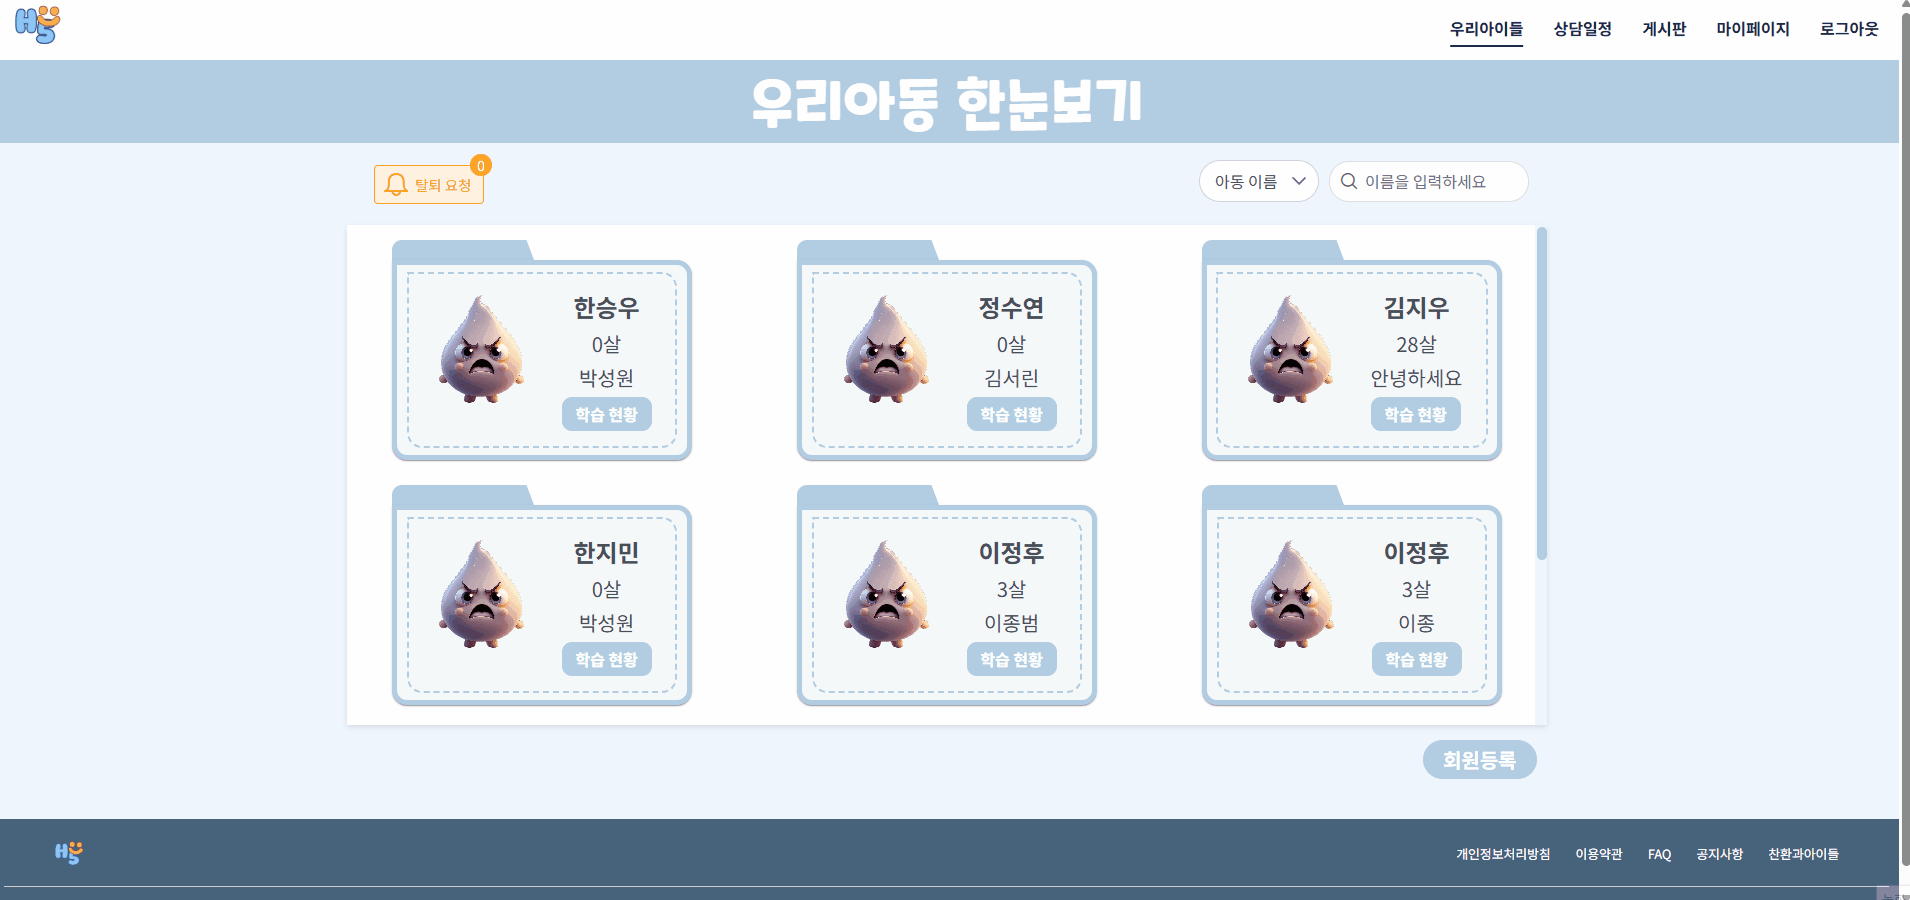 H5
우리아이들 상담일정 게시판 마이페이지 로그아웃
우리아동 한눈보기
탈퇴 요청 0
아동 이름 이름을 입력하세요
한승우
0살
박성원
학습 현황
정수연
0살
김서린
학습 현황
김지우
28살
안녕하세요
학습 현황
한지민
0살
박성원
학습 현황
이정후
3살
이종범
학습 현황
이정후
3살
이종
학습 현황
회원등록
H5
개인정보처리방침 이용약관 FAQ 공지사항 찬환과아이들